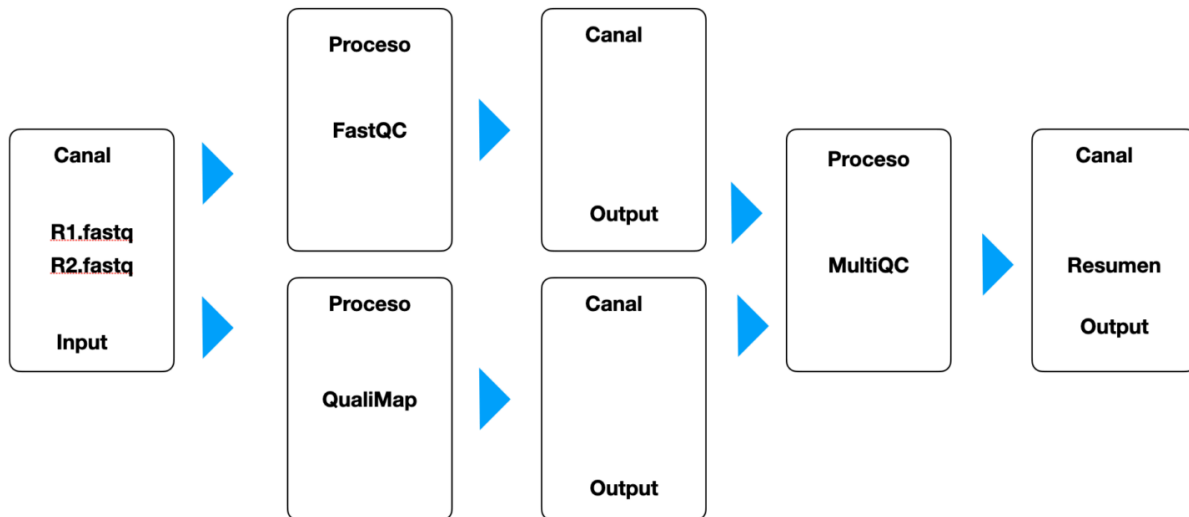 Canal
R1.fastq
R2.fastq
Input
Proceso
FastQC
Canal
Output
Proceso
QualiMap
Canal
Output
Proceso
MultiQC
Canal
Resumen
Output